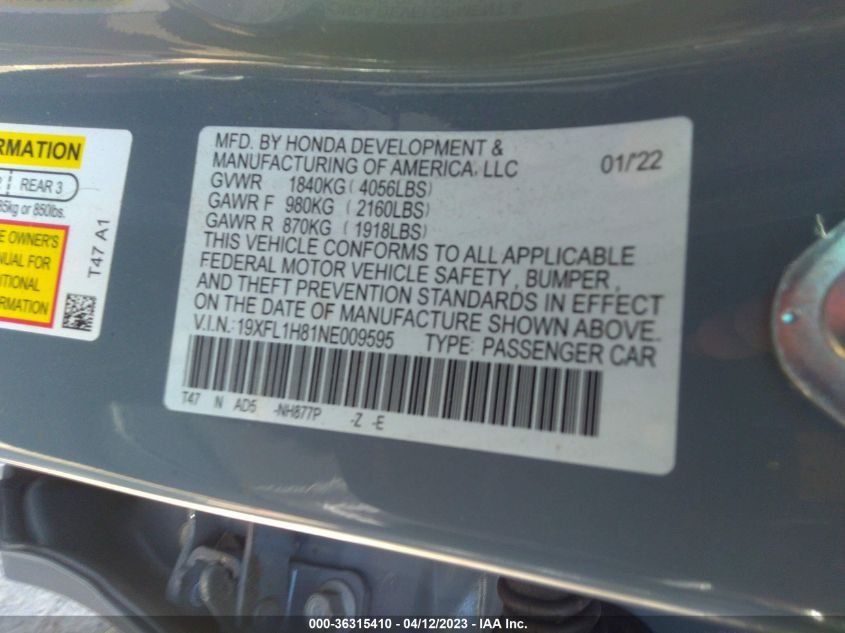 MFD. BY HONDA DEVELOPMENT &
MANUFACTURING OF AMERICA, LLC 01/'22
GVWR 1840KG ( 4056LBS)
GAWR F 980KG ( 2160LBS)
GAWR R 870KG ( 1918LBS)
THIS VEHICLE CONFORMS TO ALL APPLICABLE
FEDERAL MOTOR VEHICLE SAFETY, BUMPER,
AND THEFT PREVENTION STANDARDS IN EFFECT
ON THE DATE OF MANUFACTURE SHOWN ABOVE.
V.I.N.:19XFL1H81NE009595 TYPE: PASSENGER CAR
T47 N AD5 -NH877P -Z -E
RMATION
2 REAR 3
85kg or 850lbs.
E OWNER'S
NUAL FOR
DITIONAL
RMATION
T47 A1
000-36315410 - 04/12/2023 - IAA Inc.